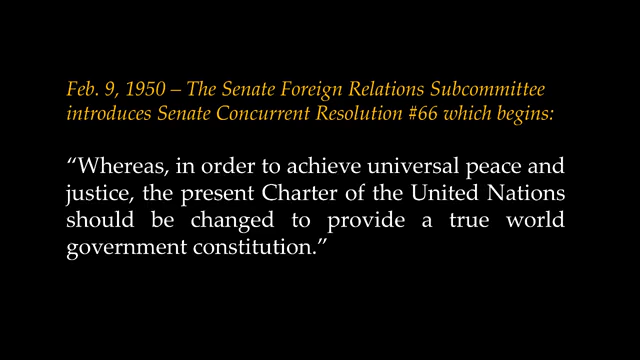 Feb. 9, 1950 – The Senate Foreign Relations Subcommittee
introduces Senate Concurrent Resolution #66 which begins:
“Whereas, in order to achieve universal peace and
justice, the present Charter of the United Nations
should be changed to provide a true world
government constitution.”